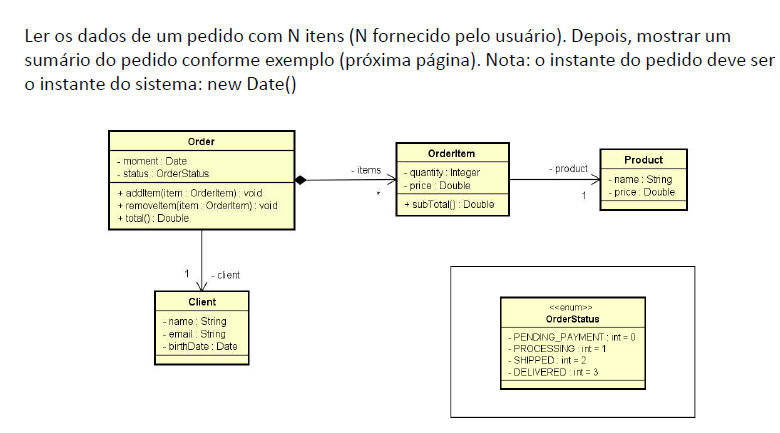 Ler os dados de um pedido com N itens (N fornecido pelo usuário). Depois, mostrar um
sumário do pedido conforme exemplo (próxima página). Nota: o instante do pedido deve ser
o instante do sistema: new Date()
Order
- moment : Date
- status : OrderStatus
+ addItem(item : OrderItem) : void
+ removeItem(item : OrderItem) : void
+ total() : Double
- items
*
OrderItem
- quantity : Integer
- price : Double
+ subTotal() : Double
- product
1
Product
- name : String
- price : Double
1
- client
Client
- name : String
- email : String
- birthDate : Date
<<enum>>
OrderStatus
- PENDING_PAYMENT : int = 0
- PROCESSING : int = 1
- SHIPPED : int = 2
- DELIVERED : int = 3